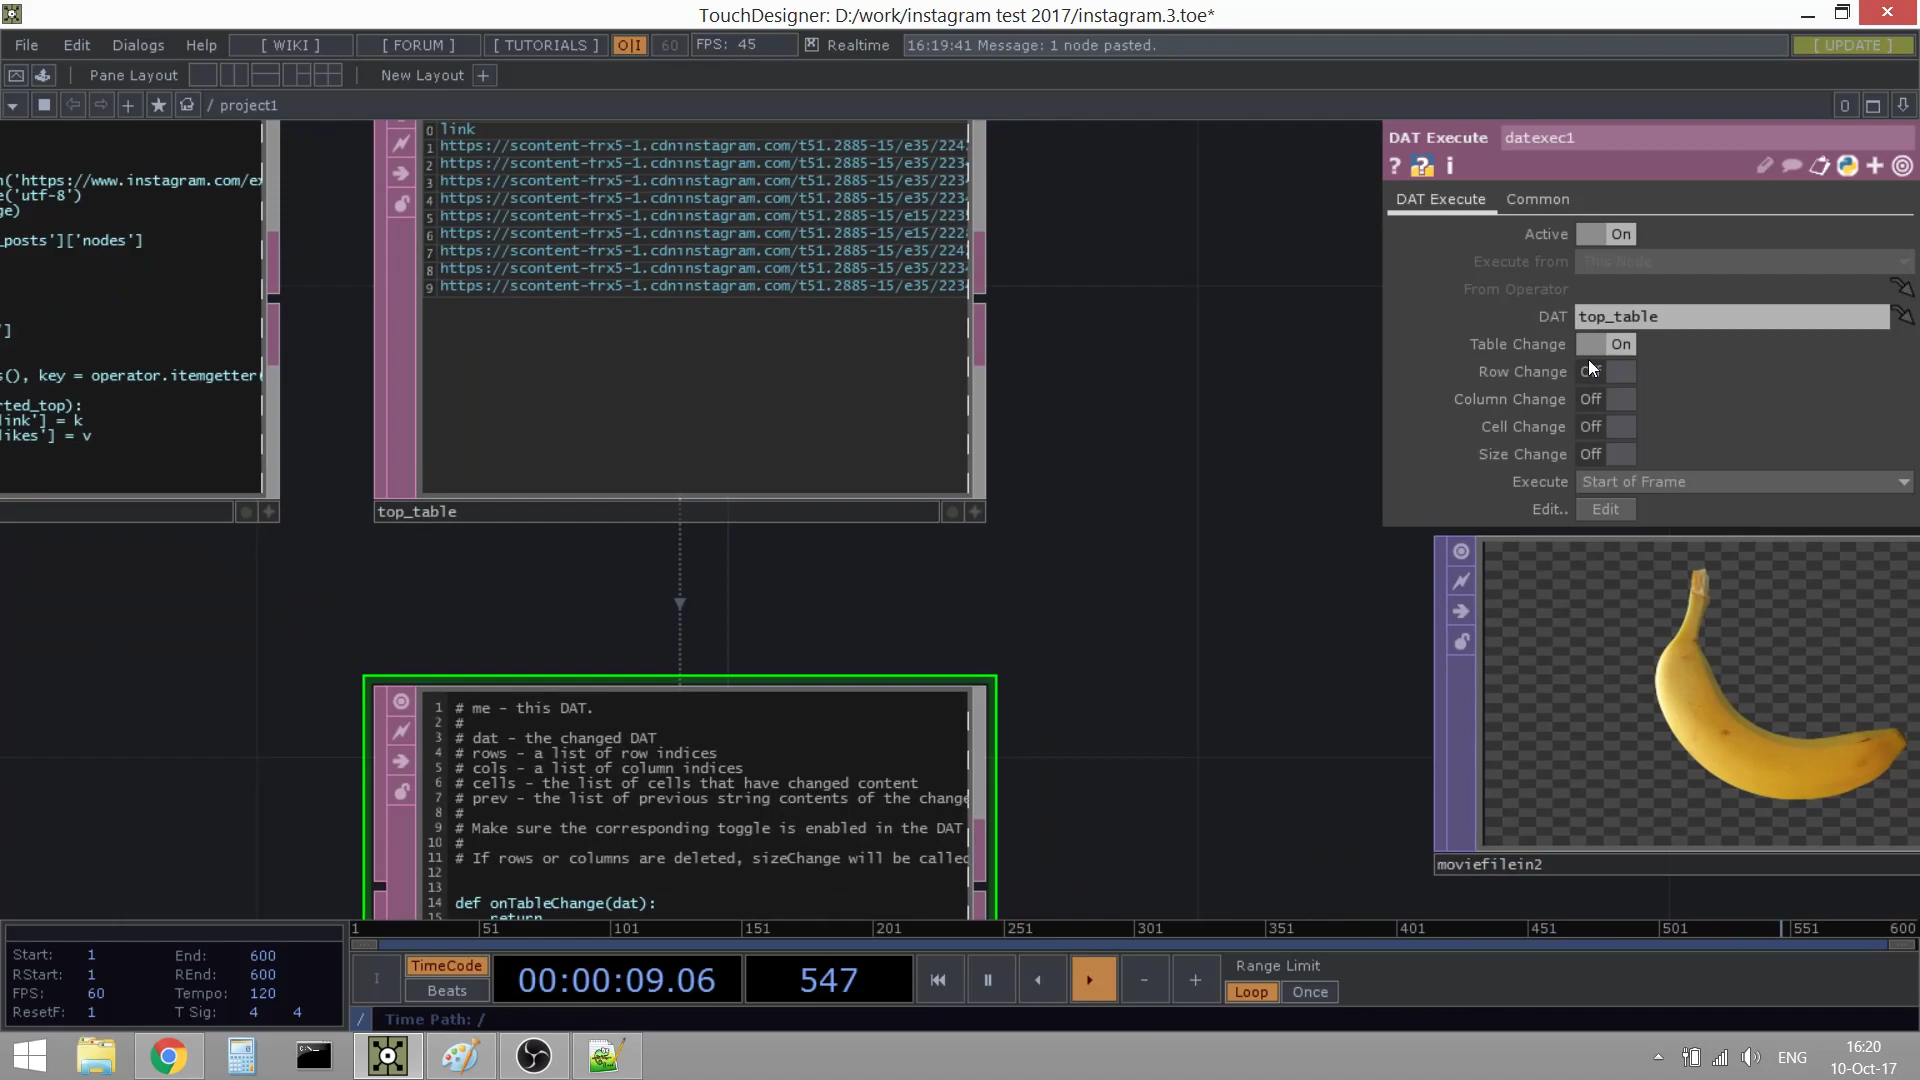 TouchDesigner: D:/work/instagram test 2017/instagram.3.toe*
File Edit Dialogs Help [ WIKI ] [ FORUM ] [ TUTORIALS ] O|I 60 FPS: 45 Realtime 16:19:41 Message: 1 node pasted. [ UPDATE ]
Pane Layout New Layout +
/ project1 0
n('https://www.instagram.com/ex
e('utf-8')
ge)
_posts']['nodes']
']
s(), key = operator.itemgetter(
rted_top):
link'] = k
ikes'] = v
0 link
1 https://scontent-frx5-1.cdninstagram.com/t51.2885-15/e35/224
2 https://scontent-frx5-1.cdninstagram.com/t51.2885-15/e35/223
3 https://scontent-frx5-1.cdninstagram.com/t51.2885-15/e35/223
4 https://scontent-frx5-1.cdninstagram.com/t51.2885-15/e35/223
5 https://scontent-frx5-1.cdninstagram.com/t51.2885-15/e15/223
6 https://scontent-frx5-1.cdninstagram.com/t51.2885-15/e15/222
7 https://scontent-frx5-1.cdninstagram.com/t51.2885-15/e35/224
8 https://scontent-frx5-1.cdninstagram.com/t51.2885-15/e35/223
9 https://scontent-frx5-1.cdninstagram.com/t51.2885-15/e35/223
top_table
1 # me - this DAT.
2 #
3 # dat - the changed DAT
4 # rows - a list of row indices
5 # cols - a list of column indices
6 # cells - the list of cells that have changed content
7 # prev - the list of previous string contents of the change
8 #
9 # Make sure the corresponding toggle is enabled in the DAT
10 #
11 # If rows or columns are deleted, sizeChange will be called
12
13
14 def onTableChange(dat):
15 return
DAT Execute datexec1
? ? i
DAT Execute Common
Active On
Execute from This Node
From Operator
DAT top_table
Table Change On
Row Change Off
Column Change Off
Cell Change Off
Size Change Off
Execute Start of Frame
Edit.. Edit
moviefilein2
1 51 101 151 201 251 301 351 401 451 501 551 600
Start: 1 End: 600
RStart: 1 REnd: 600
FPS: 60 Tempo: 120
ResetF: 1 T Sig: 4 4
TimeCode
Beats
00:00:09.06
547
Range Limit
Loop Once
/ Time Path: /
ENG
16:20
10-Oct-17